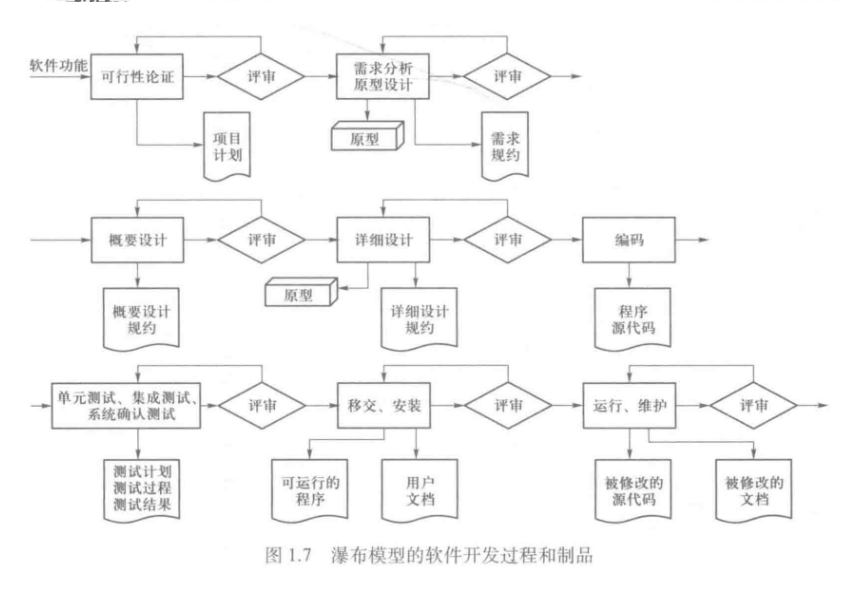 软件功能
可行性论证
评审
需求分析
原型设计
评审
项目
计划
原型
需求
规约
概要设计
评审
详细设计
评审
编码
概要设计
规约
原型
详细设计
规约
程序
源代码
单元测试、集成测试、
系统确认测试
评审
移交、安装
评审
运行、维护
评审
测试计划
测试过程
测试结果
可运行的
程序
用户
文档
被修改的
源代码
被修改的
文档
图 1.7 瀑布模型的软件开发过程和制品